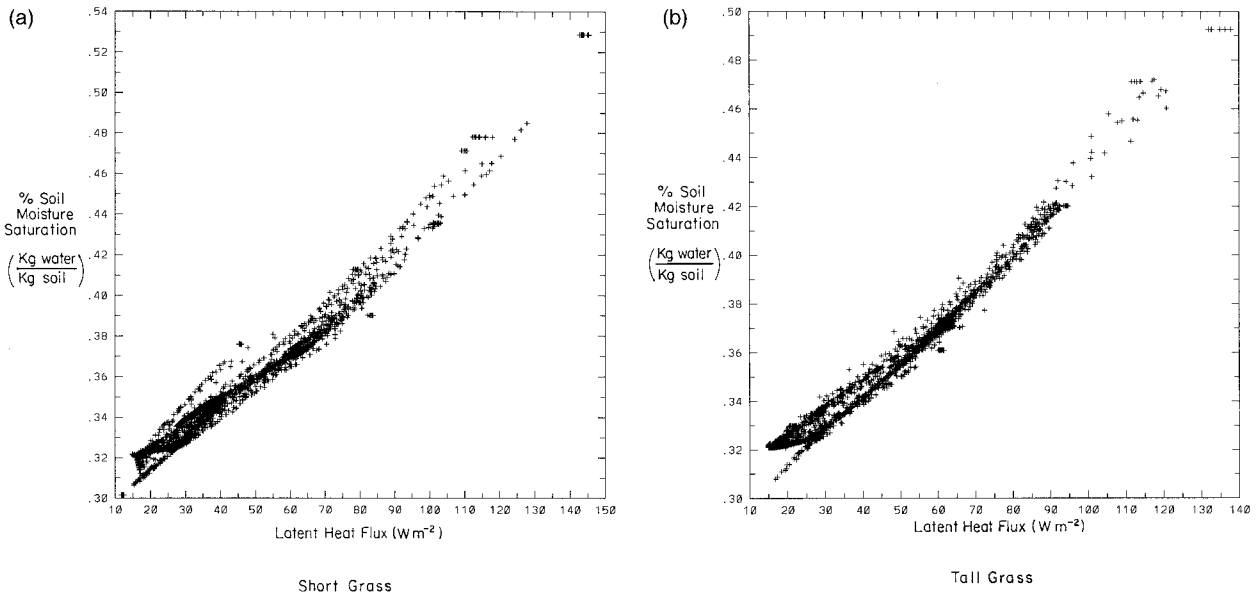 (a)
.54
.52
.50
.48
.46
.44
.42
.40
.38
.36
.34
.32
.30
% Soil
Moisture
Saturation
(Kg water
Kg soil)
10 20 30 40 50 60 70 80 90 100 110 120 130 140 150
Latent Heat Flux (Wm⁻²)
Short Grass
(b)
.50
.48
.46
.44
.42
.40
.38
.36
.34
.32
.30
% Soil
Moisture
Saturation
(Kg water
Kg soil)
10 20 30 40 50 60 70 80 90 100 110 120 130 140
Latent Heat Flux (Wm⁻²)
Tall Grass